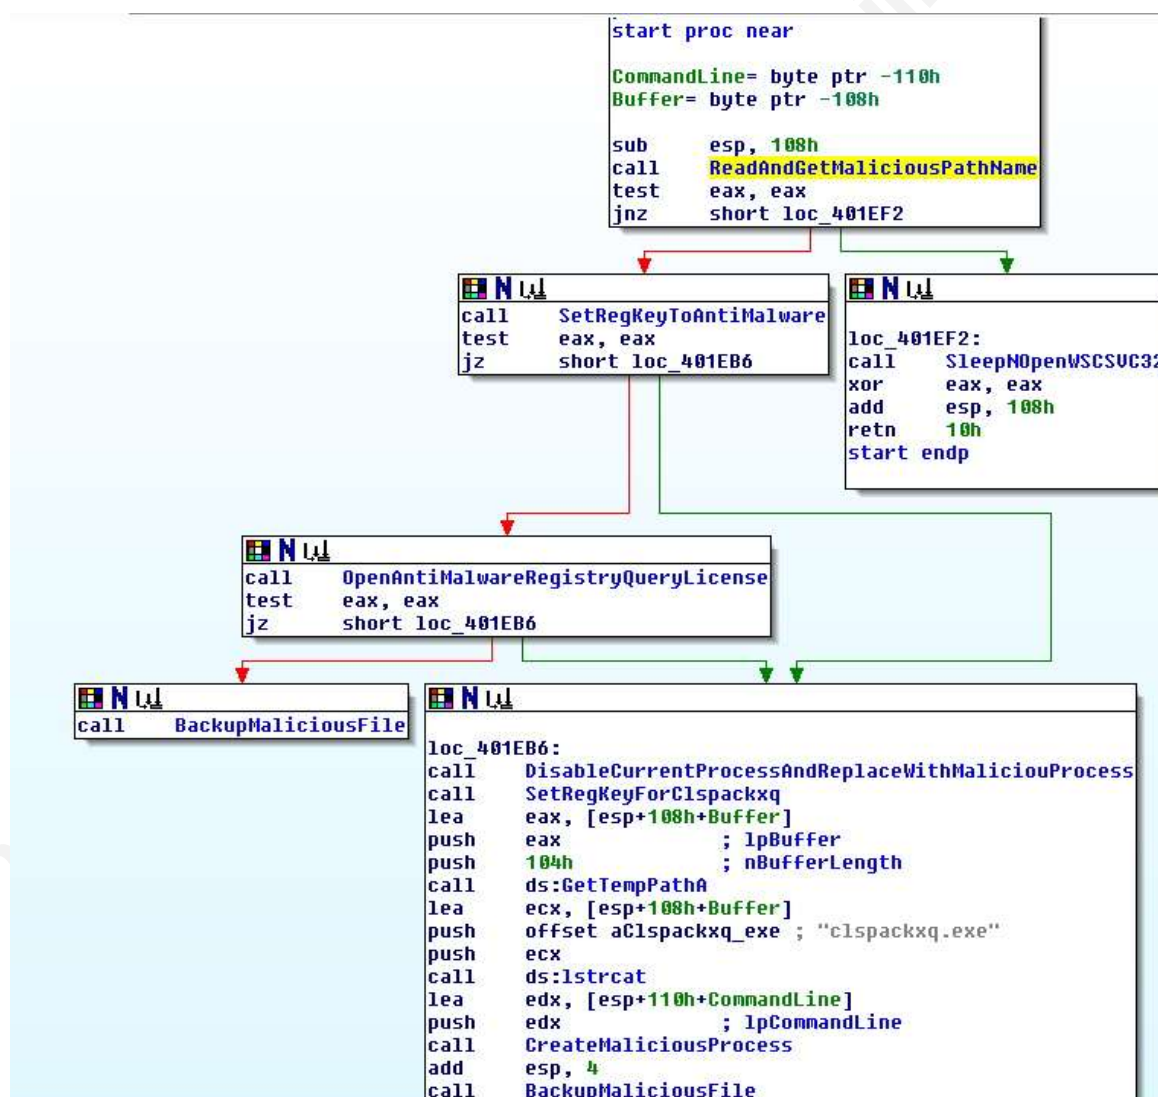 start proc near
CommandLine= byte ptr -110h
Buffer= byte ptr -108h
sub esp, 108h
call ReadAndGetMaliciousPathName
test eax, eax
jnz short loc_401EF2
N
call SetRegKeyToAntiMalware
test eax, eax
jz short loc_401EB6
N
loc_401EF2:
call SleepNOpenWSCSVC32
xor eax, eax
add esp, 108h
retn 10h
start endp
N
call OpenAntiMalwareRegistryQueryLicense
test eax, eax
jz short loc_401EB6
N
call BackupMaliciousFile
N
loc_401EB6:
call DisableCurrentProcessAndReplaceWithMaliciouProcess
call SetRegKeyForClspackxq
lea eax, [esp+108h+Buffer]
push eax ; lpBuffer
push 104h ; nBufferLength
call ds:GetTempPathA
lea ecx, [esp+108h+Buffer]
push offset aClspackxq_exe ; "clspackxq.exe"
push ecx
call ds:lstrcat
lea edx, [esp+110h+CommandLine]
push edx ; lpCommandLine
call CreateMaliciousProcess
add esp, 4
call BackupMaliciousFile